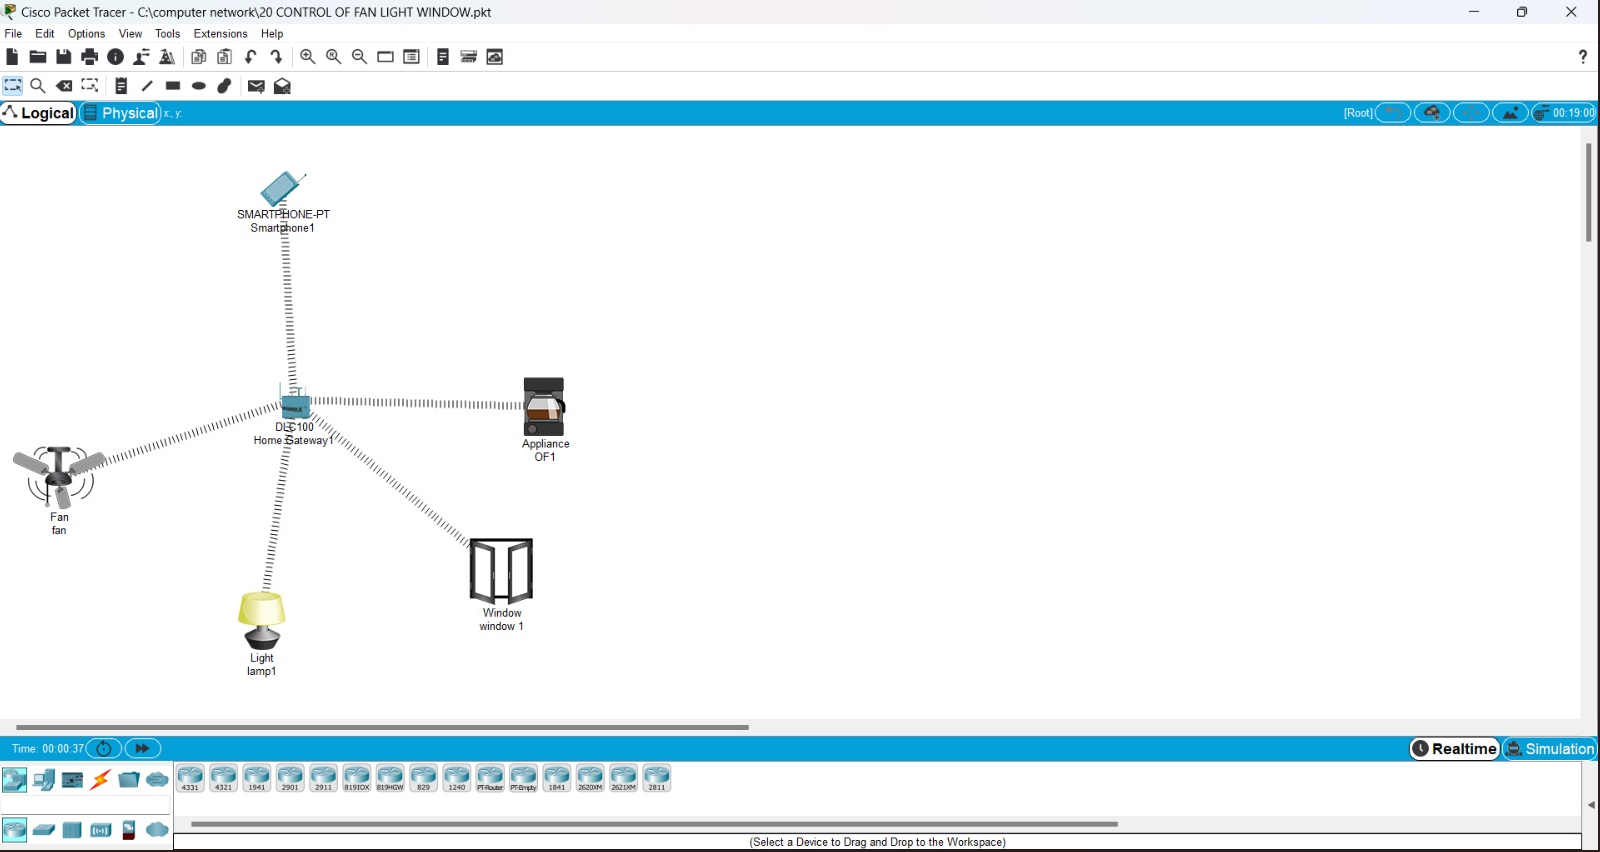 Cisco Packet Tracer - C:\computer network\20 CONTROL OF FAN LIGHT WINDOW.pkt
File Edit Options View Tools Extensions Help
?
Logical Physical x:, y:
[Root] 00:19:00
SMARTPHONE-PT
Smartphone1
DLC100
Home Gateway1
Appliance
OF1
Fan
fan
Window
window 1
Light
lamp1
Time: 00:00:37
Realtime Simulation
4331 4321 1941 2901 2911 819IOX 819HGW 829 1240 PT-Router PT-Empty 1841 2620XM 2621XM 2811
(Select a Device to Drag and Drop to the Workspace)